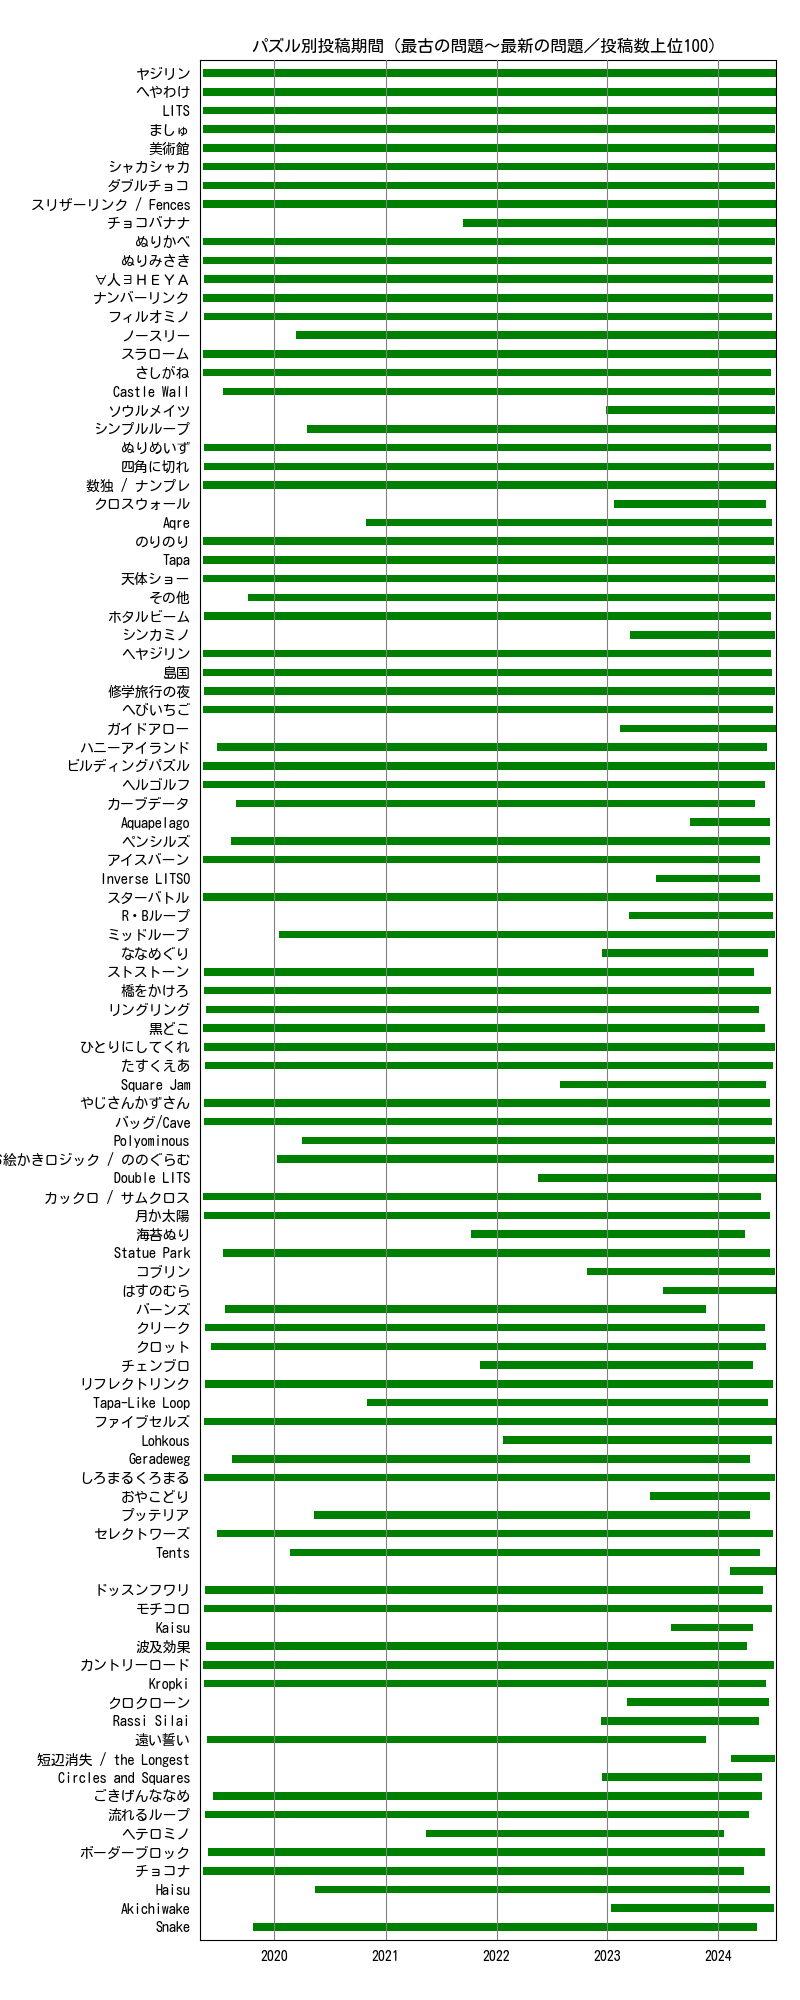 パズル別投稿期間（最古の問題～最新の問題／投稿数上位100）
ヤジリン
へやわけ
LITS
ましゅ
美術館
シャカシャカ
ダブルチョコ
スリザーリンク / Fences
チョコバナナ
ぬりかべ
ぬりみさき
∀人∃ＨＥＹＡ
ナンバーリンク
フィルオミノ
ノースリー
スラローム
さしがね
Castle Wall
ソウルメイツ
シンプルループ
ぬりめいず
四角に切れ
数独 / ナンプレ
クロスウォール
Aqre
のりのり
Tapa
天体ショー
その他
ホタルビーム
シンカミノ
ヘヤジリン
島国
修学旅行の夜
へびいちご
ガイドアロー
ハニーアイランド
ビルディングパズル
ヘルゴルフ
カーブデータ
Aquapelago
ペンシルズ
アイスバーン
Inverse LITSO
スターバトル
R・Bループ
ミッドループ
ななめぐり
ストストーン
橋をかけろ
リングリング
黒どこ
ひとりにしてくれ
たすくえあ
Square Jam
やじさんかずさん
バッグ/Cave
Polyominous
絵かきロジック / ののぐらむ
Double LITS
カックロ / サムクロス
月か太陽
海苔ぬり
Statue Park
コブリン
はすのむら
バーンズ
クリーク
クロット
チェンブロ
リフレクトリンク
Tapa-Like Loop
ファイブセルズ
Lohkous
Geradeweg
しろまるくろまる
おやこどり
プッテリア
セレクトワーズ
Tents
ドッスンフワリ
モチコロ
Kaisu
波及効果
カントリーロード
Kropki
クロクローン
Rassi Silai
遠い誓い
短辺消失 / the Longest
Circles and Squares
ごきげんななめ
流れるループ
ヘテロミノ
ボーダーブロック
チョコナ
Haisu
Akichiwake
Snake
2020 2021 2022 2023 2024